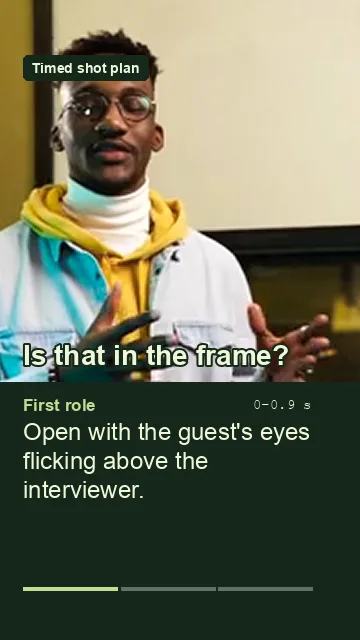 Timed shot plan
Is that in the frame?
First role
0–0.9 s
Open with the guest's eyes
flicking above the
interviewer.